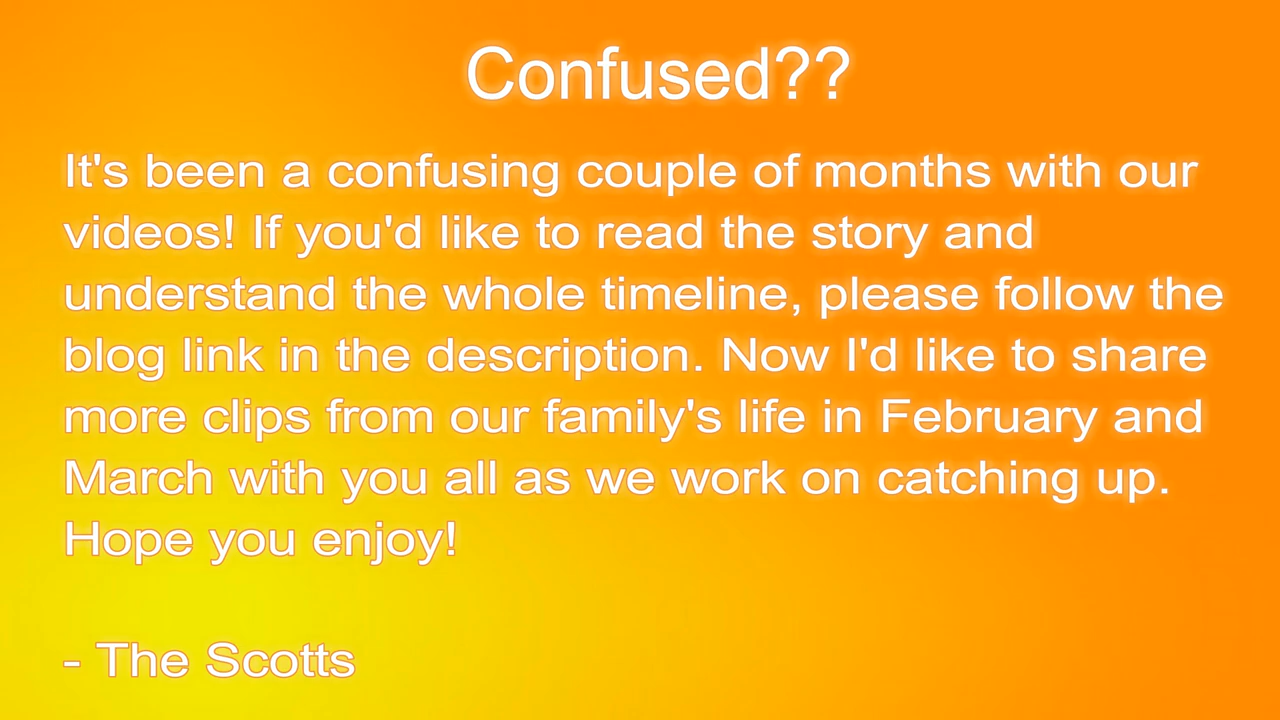 Confused??
It's been a confusing couple of months with our
videos! If you'd like to read the story and
understand the whole timeline, please follow the
blog link in the description. Now I'd like to share
more clips from our family's life in February and
March with you all as we work on catching up.
Hope you enjoy!
- The Scotts